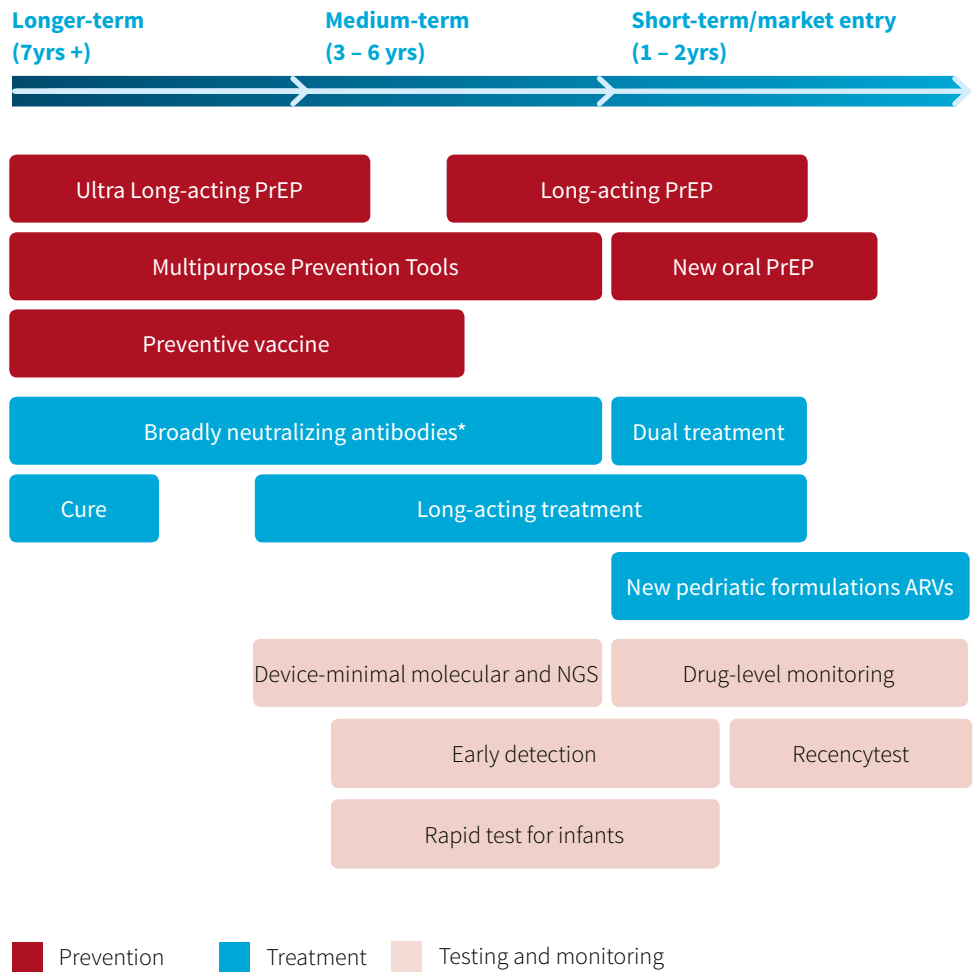 Longer-term
(7yrs +)
Medium-term
(3 – 6 yrs)
Short-term/market entry
(1 – 2yrs)
Ultra Long-acting PrEP
Long-acting PrEP
Multipurpose Prevention Tools
New oral PrEP
Preventive vaccine
Broadly neutralizing antibodies*
Dual treatment
Cure
Long-acting treatment
New pedriatic formulations ARVs
Device-minimal molecular and NGS
Drug-level monitoring
Early detection
Recencytest
Rapid test for infants
Prevention
Treatment
Testing and monitoring